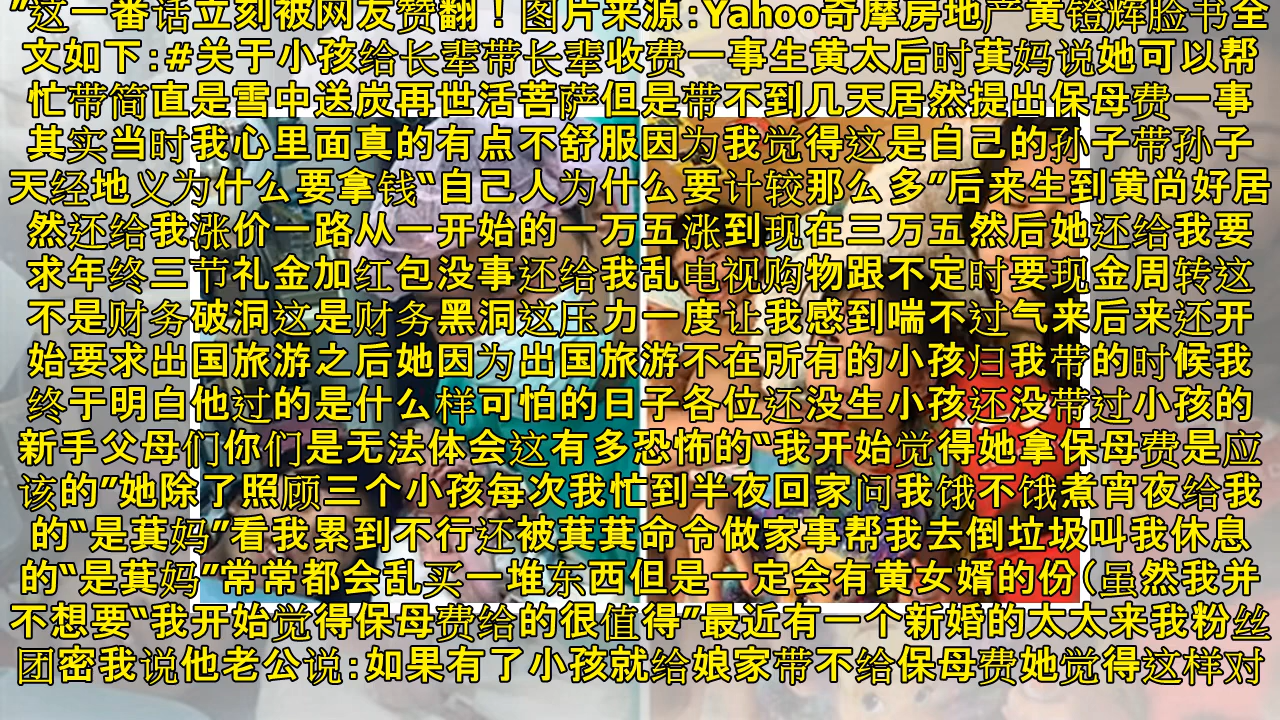 ”这一番话立刻被网友赞翻！图片来源:Yahoo奇摩房地产黄镫辉脸书全
文如下:#关于小孩给长辈带长辈收费一事生黄太后时萁妈说她可以帮
忙带简直是雪中送炭再世活菩萨但是带不到几天居然提出保母费一事
其实当时我心里面真的有点不舒服因为我觉得这是自己的孙子带孙子
天经地义为什么要拿钱“自己人为什么要计较那么多”后来生到黄尚好居
然还给我涨价一路从一开始的一万五涨到现在三万五然后她还给我要
求年终三节礼金加红包没事还给我乱电视购物跟不定时要现金周转这
不是财务破洞这是财务黑洞这压力一度让我感到喘不过气来后来还开
始要求出国旅游之后她因为出国旅游不在所有的小孩归我带的时候我
终于明白他过的是什么样可怕的日子各位还没生小孩还没带过小孩的
新手父母们你们是无法体会这有多恐怖的“我开始觉得她拿保母费是应
该的”她除了照顾三个小孩每次我忙到半夜回家问我饿不饿煮宵夜给我
的“是萁妈”看我累到不行还被萁萁命令做家事帮我去倒垃圾叫我休息
的“是萁妈”常常都会乱买一堆东西但是一定会有黄女婿的份(虽然我并
不想要“我开始觉得保母费给的很值得”最近有一个新婚的太太来我粉丝
团密我说他老公说:如果有了小孩就给娘家带不给保母费她觉得这样对